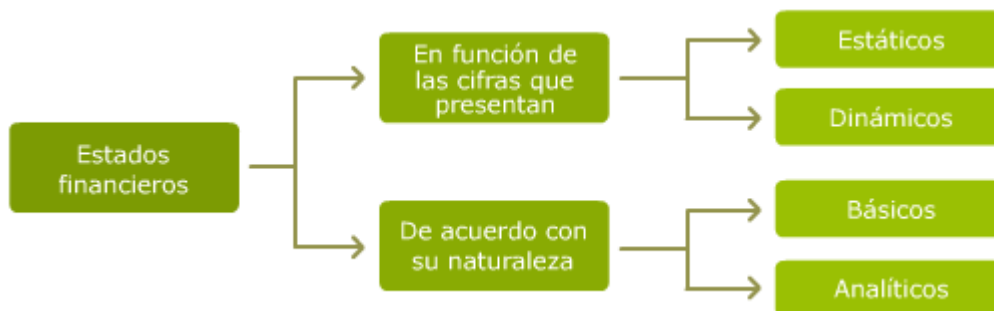 Estados
financieros
En función de
las cifras que
presentan
Estáticos
Dinámicos
De acuerdo con
su naturaleza
Básicos
Analíticos